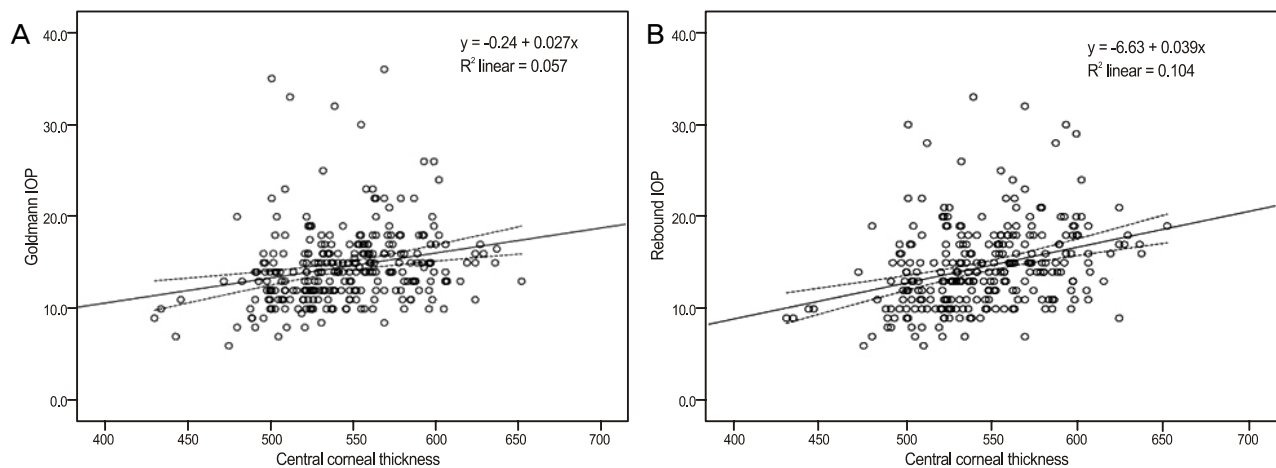 A
y = -0.24 + 0.027x
R² linear = 0.057
Goldmann IOP
40.0
30.0
20.0
10.0
0.0
400 450 500 550 600 650 700
Central corneal thickness
B
y = -6.63 + 0.039x
R² linear = 0.104
Rebound IOP
40.0
30.0
20.0
10.0
0.0
400 450 500 550 600 650 700
Central corneal thickness